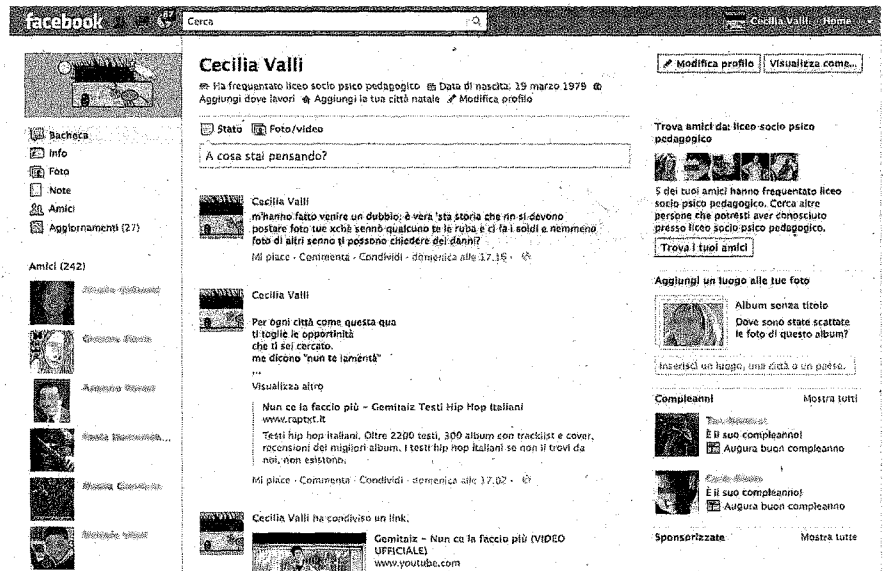 facebook
Cerca
Cecilia Valli Home
Cecilia Valli
Ha frequentato liceo socio psico pedagogico Data di nascita: 19 marzo 1979
Aggiungi dove lavori Aggiungi la tua città natale Modifica profilo
Modifica profilo Visualizza come...
Bacheca
Info
Foto
Note
Amici
Aggiornamenti (27)
Amici (242)
Stato Foto/video
A cosa stai pensando?
Cecilia Valli
m'hanno fatto venire un dubbio: è vera 'sta storia che nn si devono
postare foto tue xchè sennò qualcuno te le ruba e ci fa i soldi e nemmeno
foto di altri senno ti possono chiedere dei danni?
Mi piace · Commenta · Condividi · domenica alle 17.16 ·
Cecilia Valli
Per ogni città come questa qua
ti toglie le opportinità
che ti sei cercato.
me dicono "nun te lamentà"
...
Visualizza altro
Nun ce la faccio più – Gemitaiz Testi Hip Hop Italiani
www.raptxt.it
Testi hip hop italiani. Oltre 2200 testi, 300 album con tracklist e cover,
recensioni dei migliori album. I testi hip hop italiani se non li trovi da
noi, non esistono.
Mi piace · Commenta · Condividi · domenica alle 17.02 ·
Cecilia Valli ha condiviso un link.
Gemitaiz – Nun ce la faccio più (VIDEO
UFFICIALE)
www.youtube.com
Trova amici da: liceo socio psico
pedagogico
5 dei tuoi amici hanno frequentato liceo
socio psico pedagogico. Cerca altre
persone che potresti aver conosciuto
presso liceo socio psico pedagogico.
Trova i tuoi amici
Aggiungi un luogo alle tue foto
Album senza titolo
Dove sono state scattate
le foto di questo album?
Inserisci un luogo, una città o un paese.
Compleanni Mostra tutti
È il suo compleanno!
Augura buon compleanno
È il suo compleanno!
Augura buon compleanno
Sponsorizzate Mostra tutte